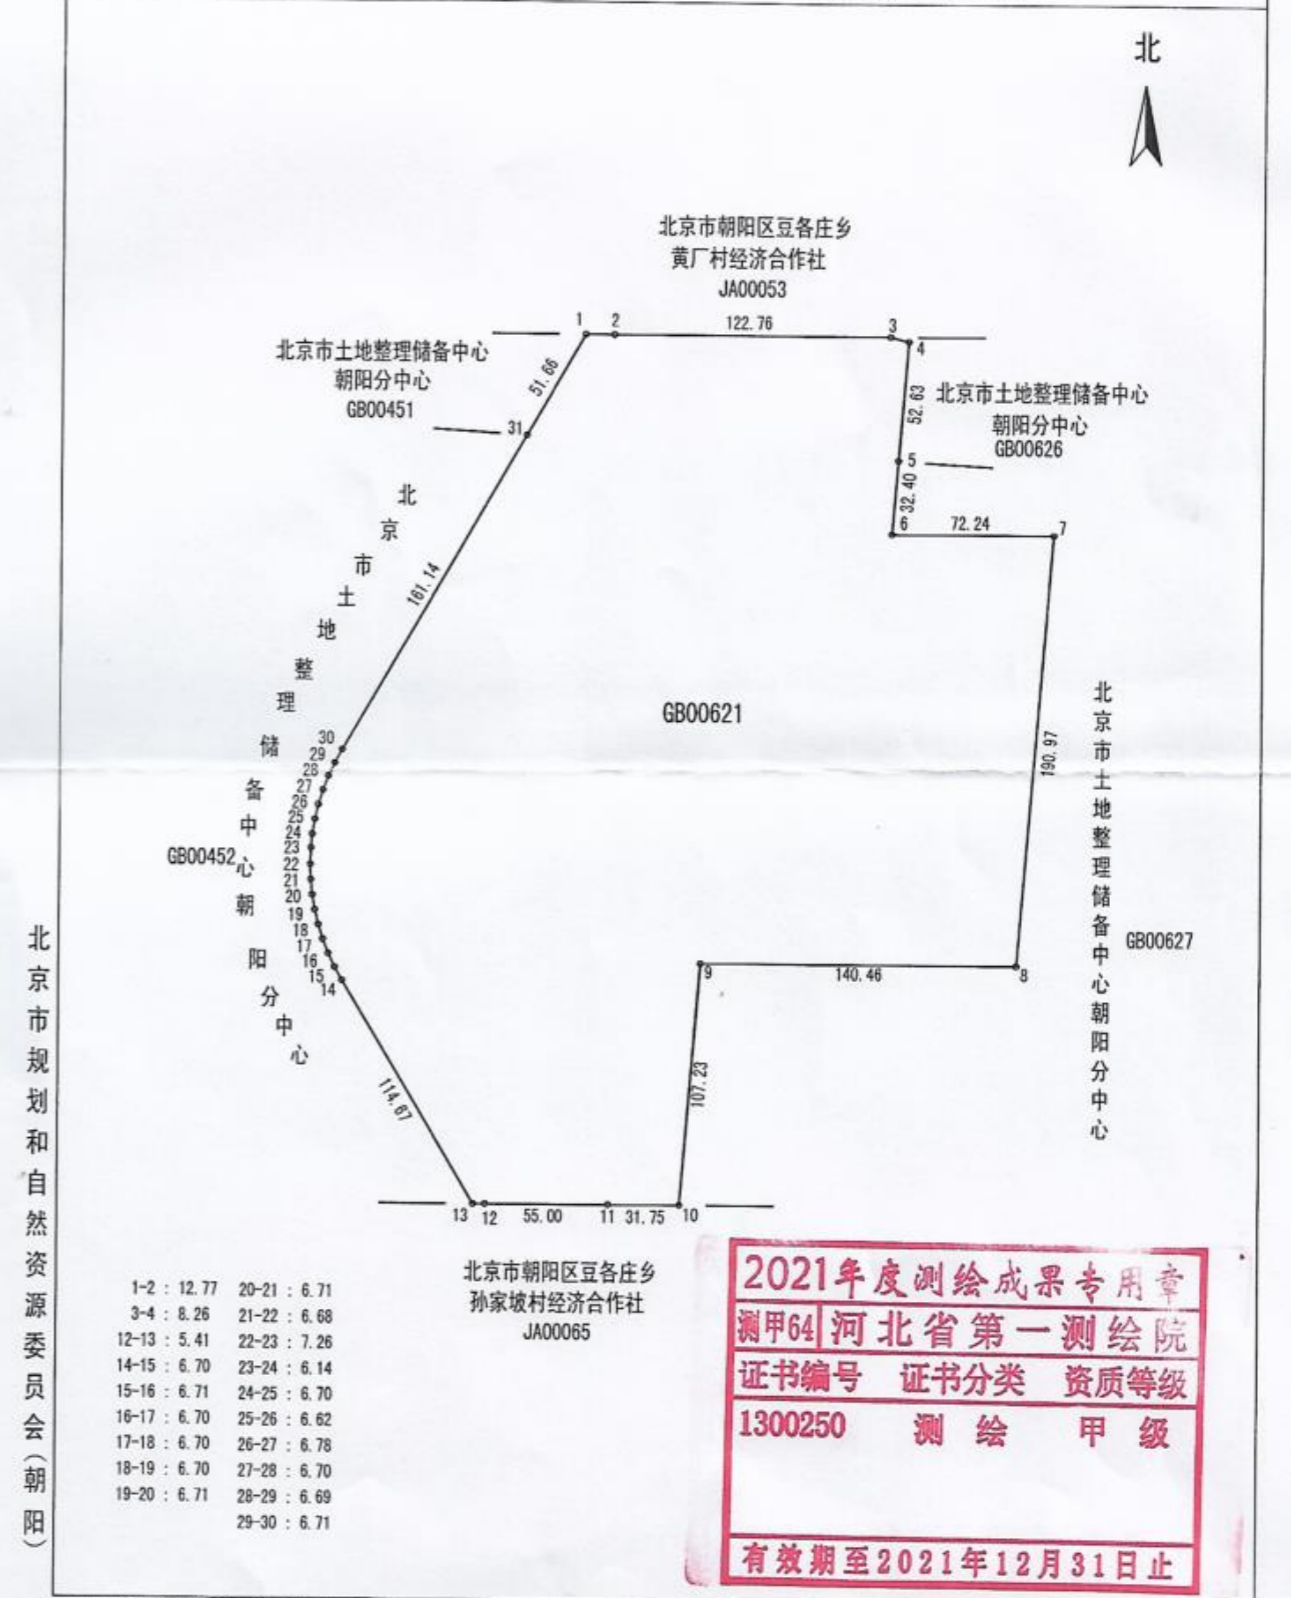 北
北京市朝阳区豆各庄乡
黄厂村经济合作社
JA00053
1
2
122.76
3
4
北京市土地整理储备中心
朝阳分中心
GB00451
51.66
31
52.63
北京市土地整理储备中心
朝阳分中心
GB00626
5
32.40
6
72.24
7
161.14
北京市土地整理储备中心朝阳分中心
GB00452
GB00621
190.97
北京市土地整理储备中心朝阳分中心
GB00627
30
29
28
27
26
25
24
23
22
21
20
19
18
17
16
15
14
9
140.46
8
107.23
114.67
13
12
55.00
11
31.75
10
北京市朝阳区豆各庄乡
孙家坡村经济合作社
JA00065
北京市规划和自然资源委员会（朝阳）
1-2 : 12.77
3-4 : 8.26
12-13 : 5.41
14-15 : 6.70
15-16 : 6.71
16-17 : 6.70
17-18 : 6.70
18-19 : 6.70
19-20 : 6.71
20-21 : 6.71
21-22 : 6.68
22-23 : 7.26
23-24 : 6.14
24-25 : 6.70
25-26 : 6.62
26-27 : 6.78
27-28 : 6.70
28-29 : 6.69
29-30 : 6.71
2021年度测绘成果专用章
测甲64 河北省第一测绘院
证书编号 证书分类 资质等级
1300250 测绘 甲级
有效期至2021年12月31日止